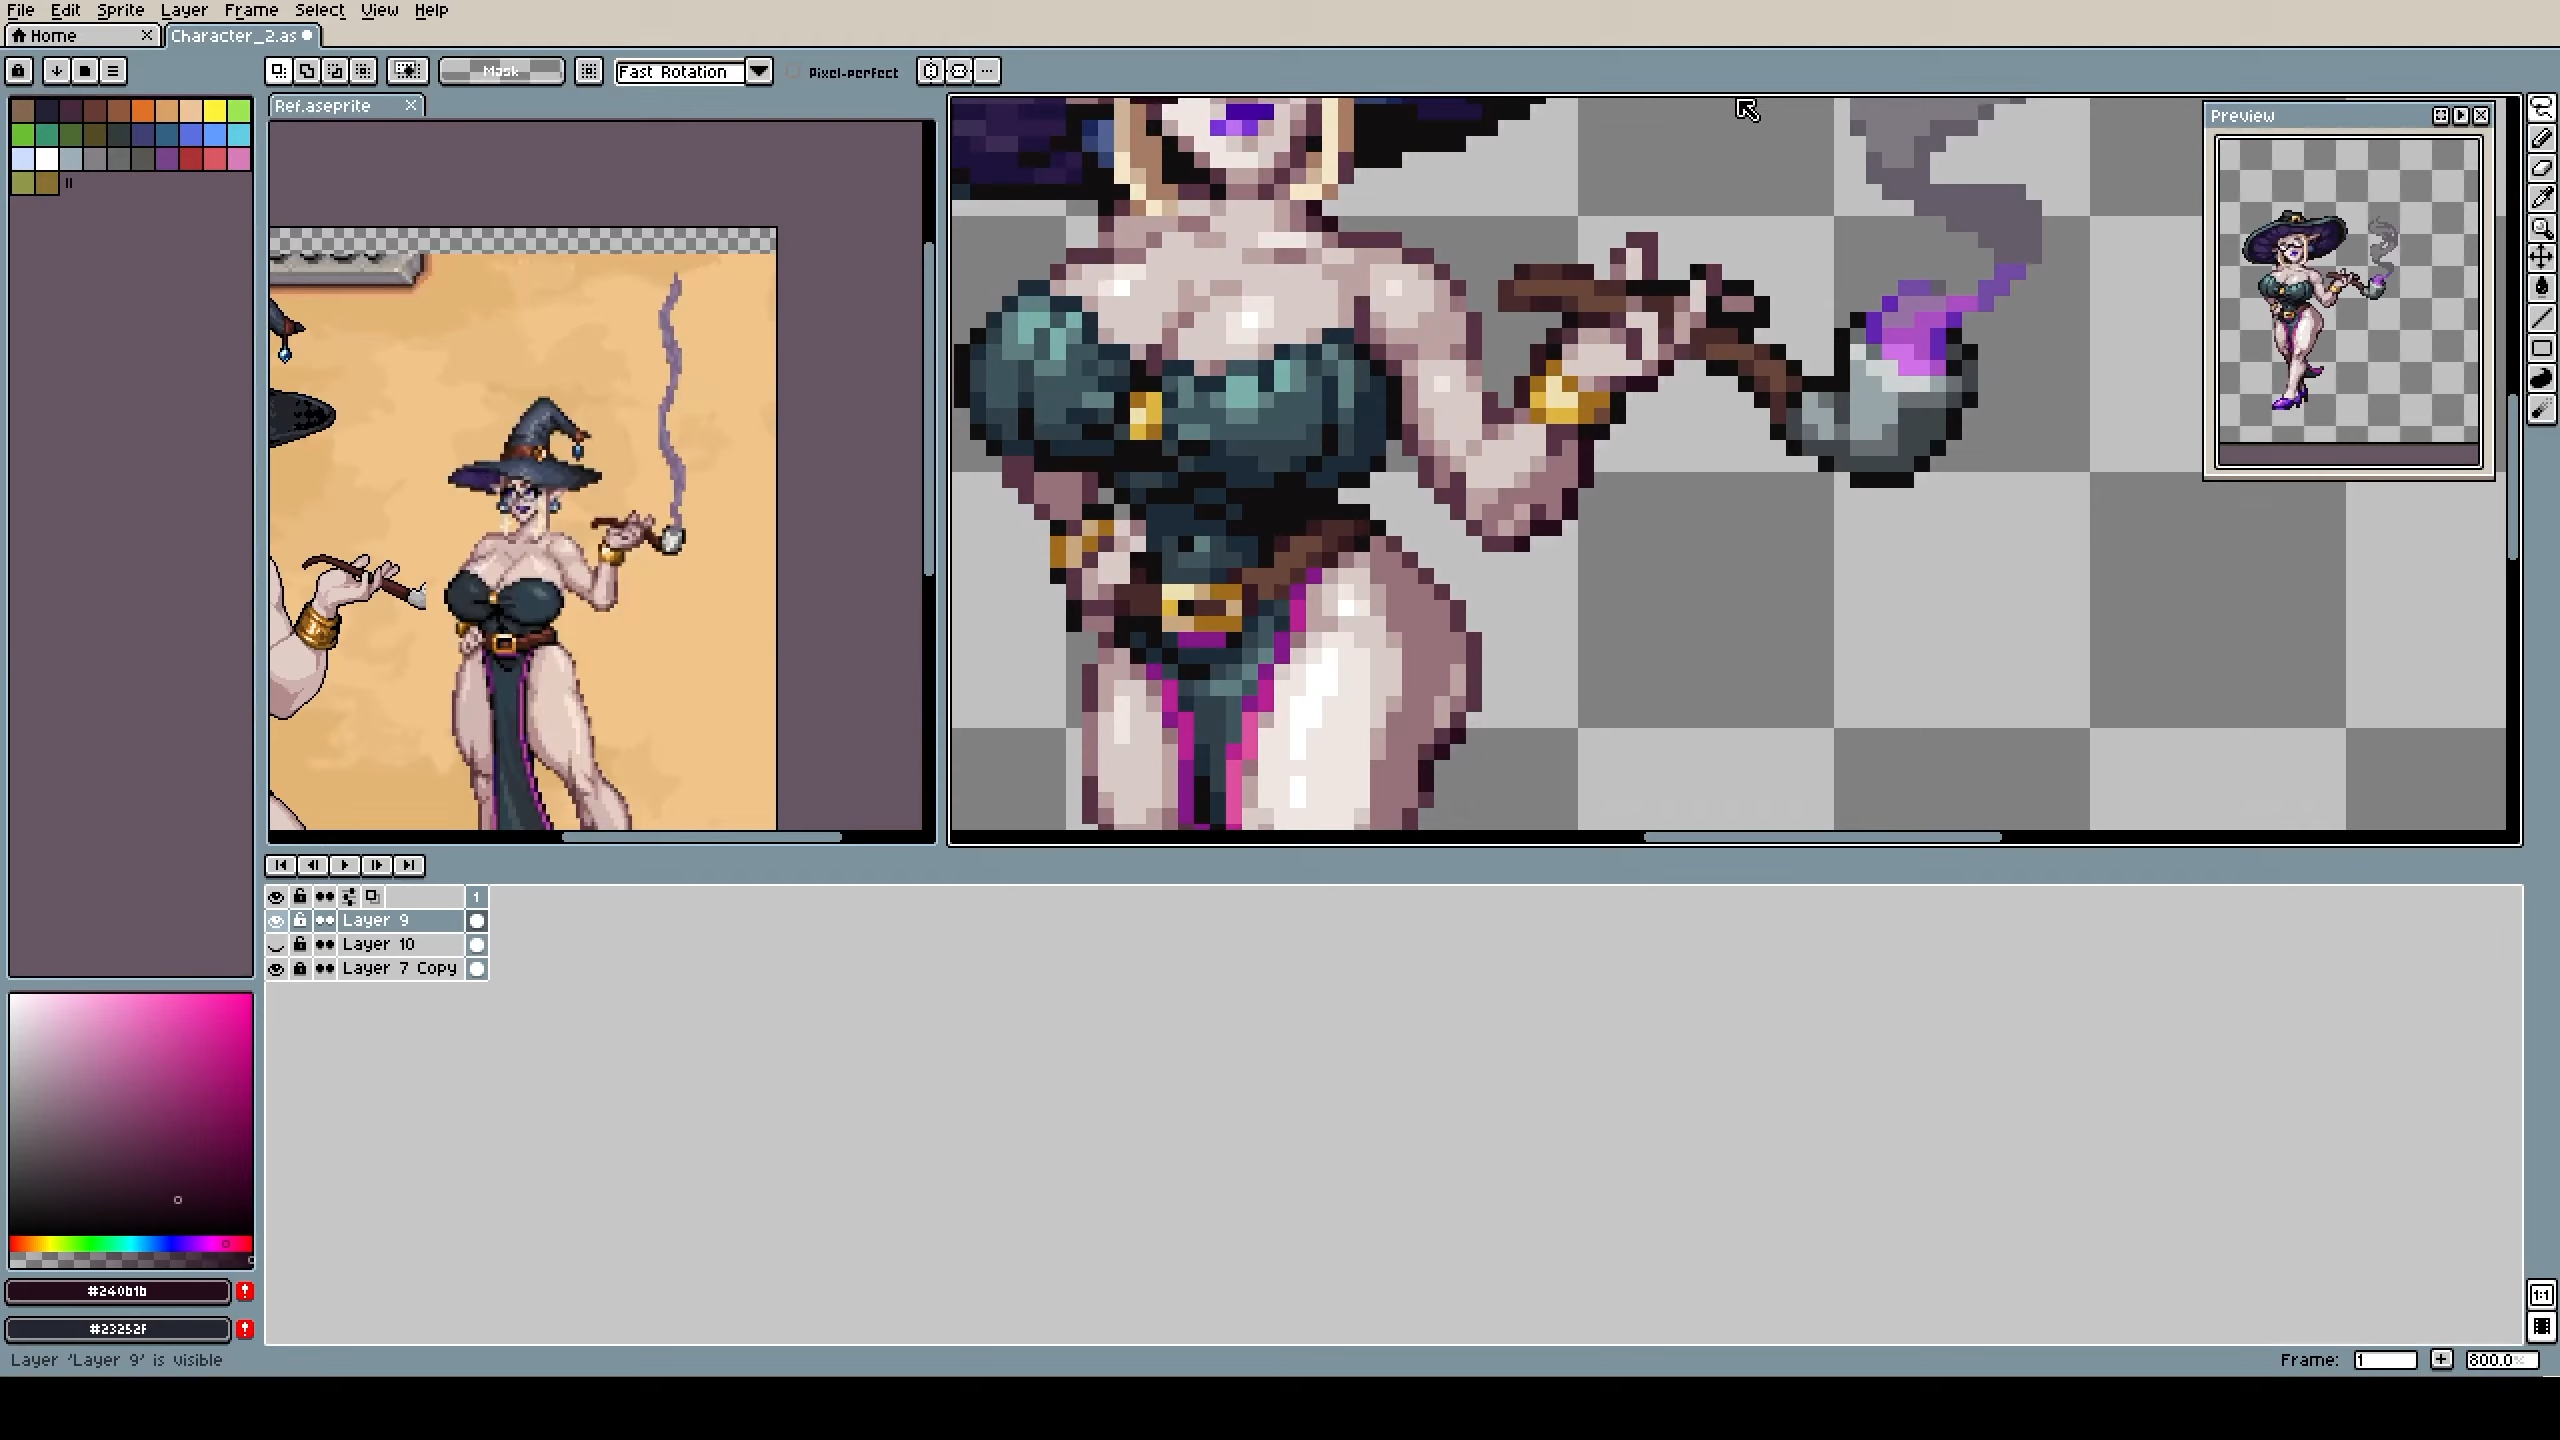 File Edit Sprite Layer Frame Select View Help
Home
Character_2.as
Mask
Fast Rotation
Pixel-perfect
Ref.aseprite
Preview
1
Layer 9
Layer 10
Layer 7 Copy
#240b1b
#23252f
1:1
Layer 'Layer 9' is visible
Frame: 1
800.0